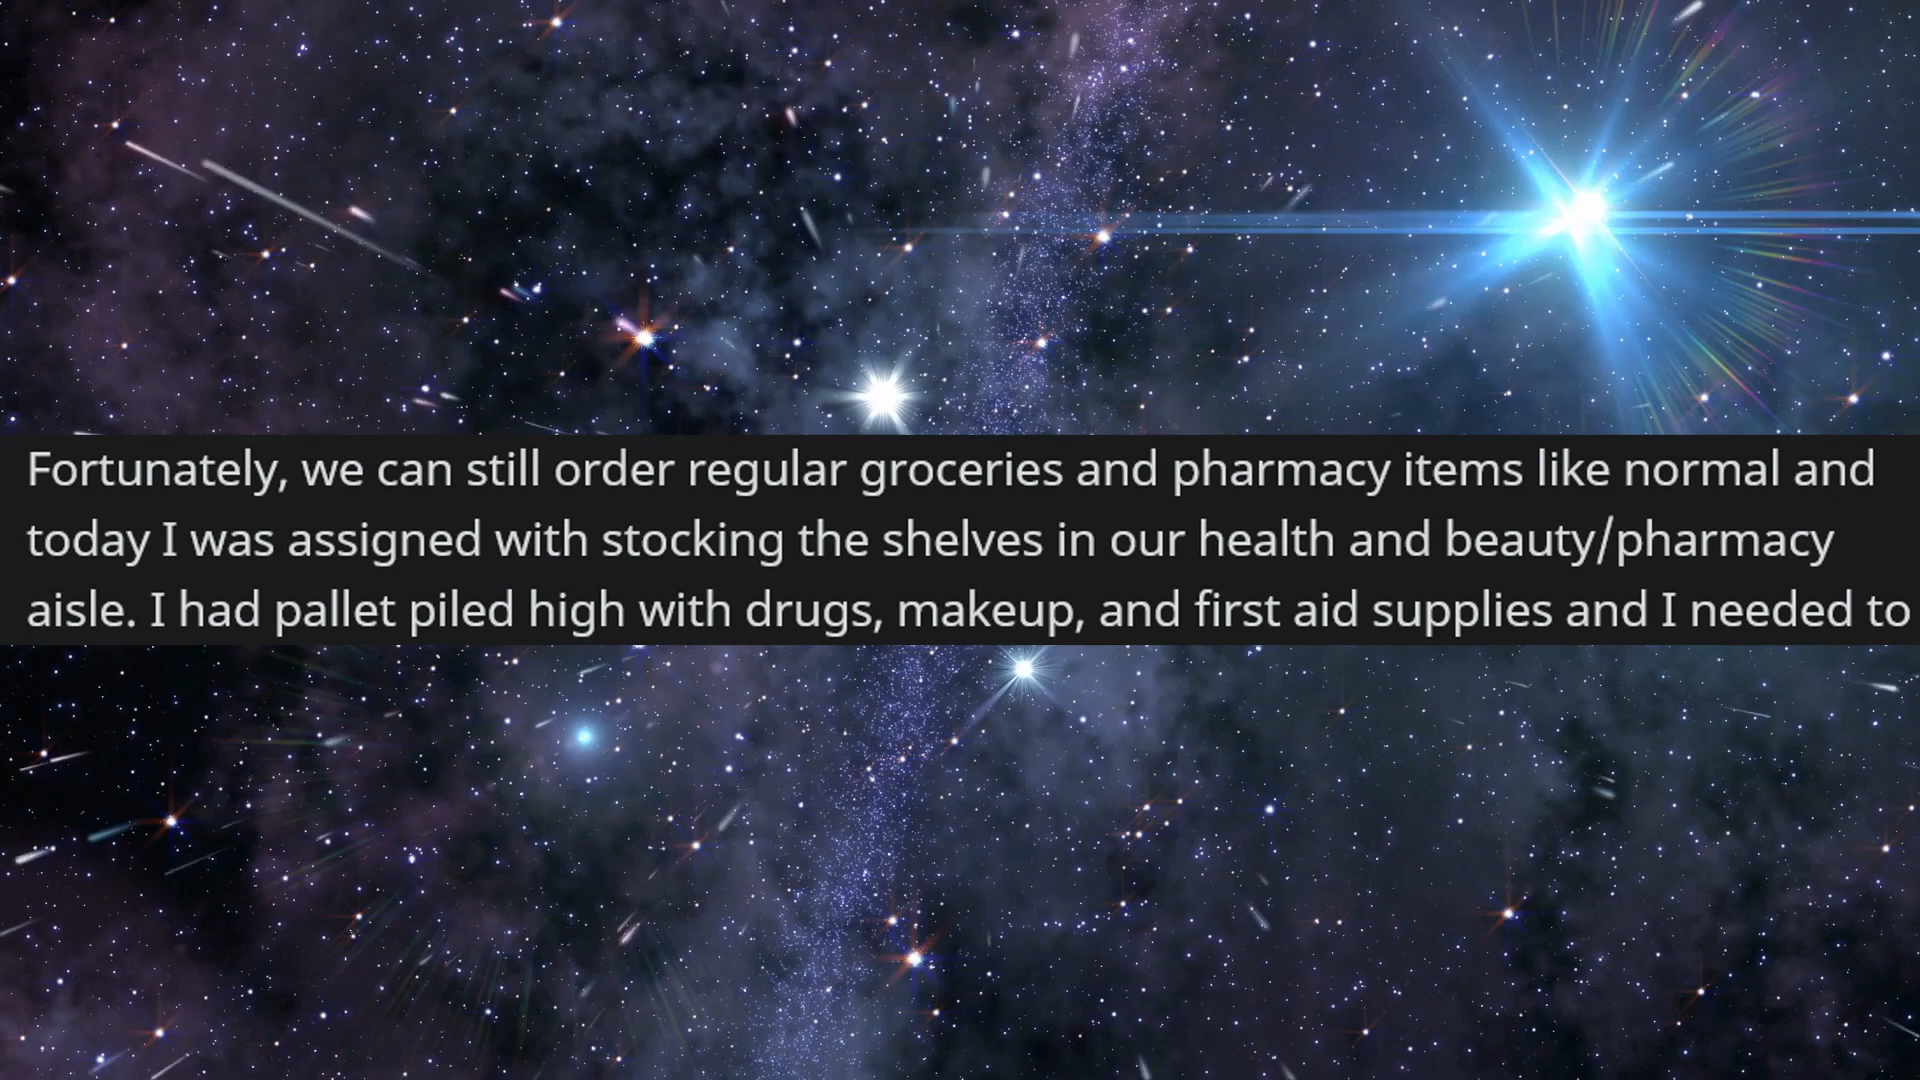 Fortunately, we can still order regular groceries and pharmacy items like normal and
today I was assigned with stocking the shelves in our health and beauty/pharmacy
aisle. I had pallet piled high with drugs, makeup, and first aid supplies and I needed to